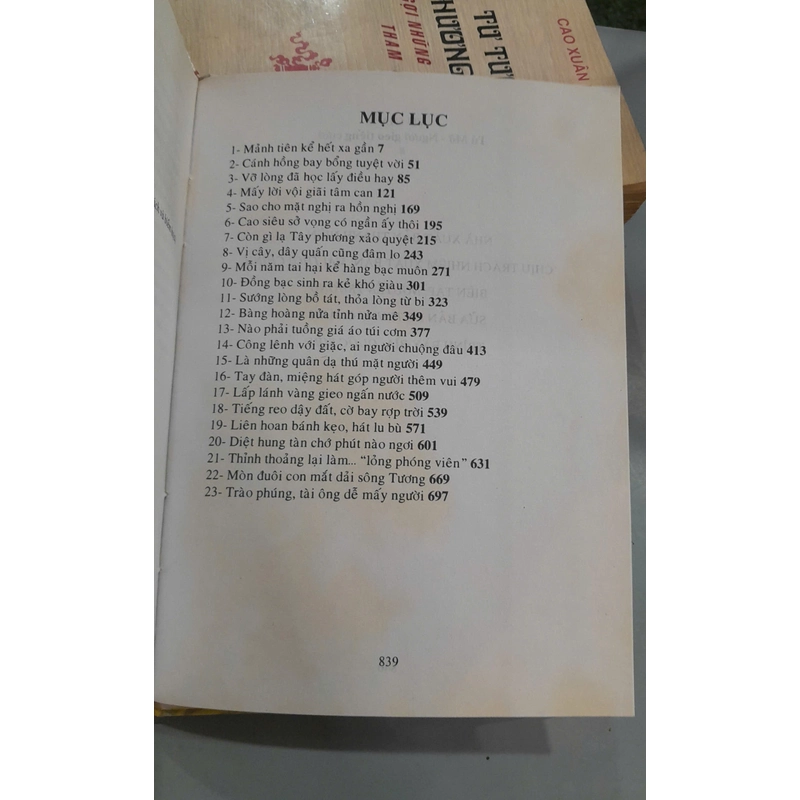 CAO XUÂN
TƯ TƯ
HƯƠNG
GỢI NHỮNG
THAM
MỤC LỤC
1- Mảnh tiên kể hết xa gần 7
2- Cánh hồng bay bổng tuyệt vời 51
3- Vỡ lòng đã học lấy điều hay 85
4- Mấy lời vội giãi tâm can 121
5- Sao cho mặt nghị ra hồn nghị 169
6- Cao siêu sở vọng có ngần ấy thôi 195
7- Còn gì lạ Tây phương xảo quyệt 215
8- Vị cây, dây quấn cũng đâm lo 243
9- Mỗi năm tai hại kể hàng bạc muôn 271
10- Đồng bạc sinh ra kẻ khó giàu 301
11- Sướng lòng bồ tát, thỏa lòng từ bi 323
12- Bàng hoàng nửa tỉnh nửa mê 349
13- Nào phải tuồng giá áo túi cơm 377
14- Công lênh với giặc, ai người chuộng đâu 413
15- Là những quân dạ thú mặt người 449
16- Tay đàn, miệng hát góp người thêm vui 479
17- Lấp lánh vàng gieo ngấn nước 509
18- Tiếng reo dậy đất, cờ bay rợp trời 539
19- Liên hoan bánh kẹo, hát lu bù 571
20- Diệt hung tàn chớ phút nào ngơi 601
21- Thỉnh thoảng lại làm... “lỏng phóng viên” 631
22- Mòn đuôi con mắt dải sông Tương 669
23- Trào phúng, tài ông dễ mấy người 697
839